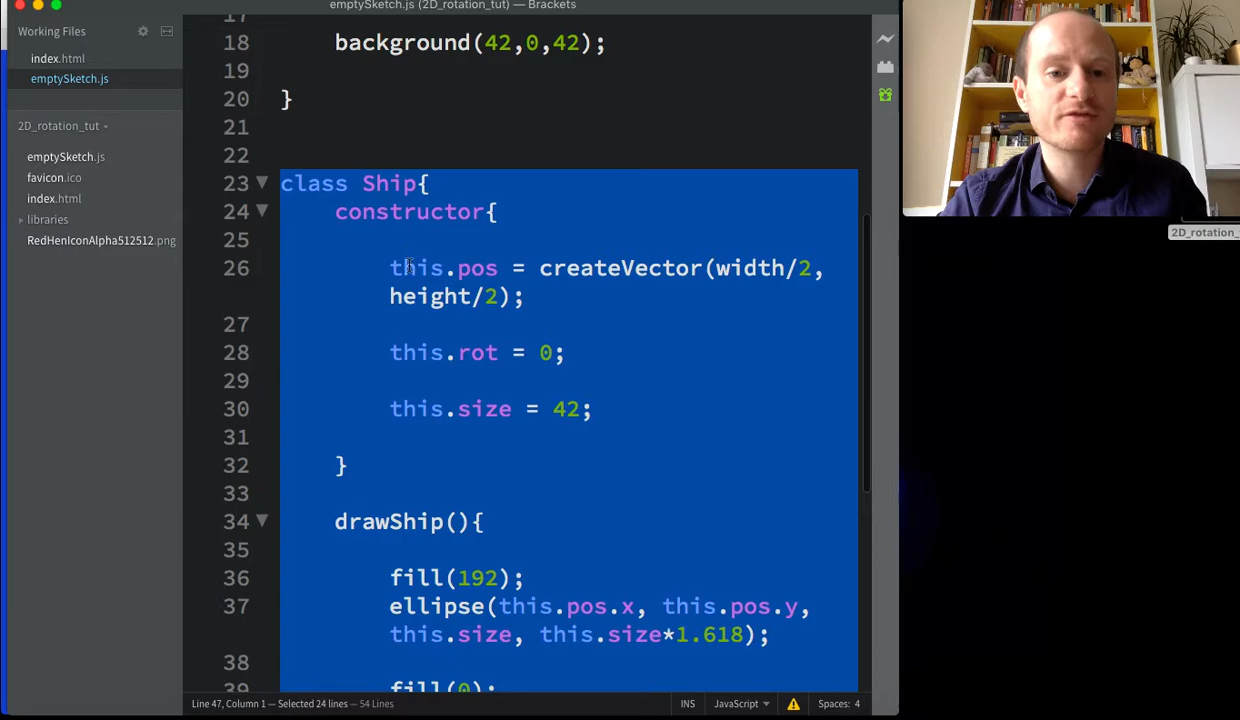 emptySketch.js (2D_rotation_tut) — Brackets
Working Files
index.html
emptySketch.js
2D_rotation_tut
emptySketch.js
favicon.ico
index.html
libraries
RedHenIconAlpha512512.png
17
18 background(42,0,42);
19
20 }
21
22
23 class Ship{
24 constructor{
25
26 this.pos = createVector(width/2,
height/2);
27
28 this.rot = 0;
29
30 this.size = 42;
31
32 }
33
34 drawShip(){
35
36 fill(192);
37 ellipse(this.pos.x, this.pos.y,
this.size, this.size*1.618);
38
39 fill(0);
Line 47, Column 1 — Selected 24 lines — 54 Lines
INS JavaScript Spaces: 4
2D_rotation_t